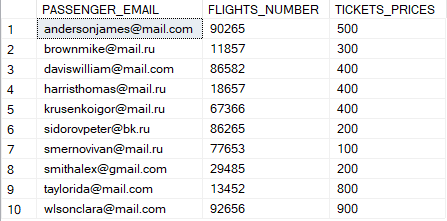 PASSENGER_EMAIL FLIGHTS_NUMBER TICKETS_PRICES
1 andersonjames@mail.com 90265 500
2 brownmike@mail.ru 11857 300
3 daviswilliam@mail.com 86582 400
4 harristhomas@mail.com 18657 400
5 krusenkoigor@mail.ru 67366 400
6 sidorovpeter@bk.ru 86265 200
7 smernovivan@mail.ru 77653 100
8 smithalex@gmail.com 29485 200
9 taylorida@mail.com 13452 800
10 wlsonclara@mail.com 92656 900